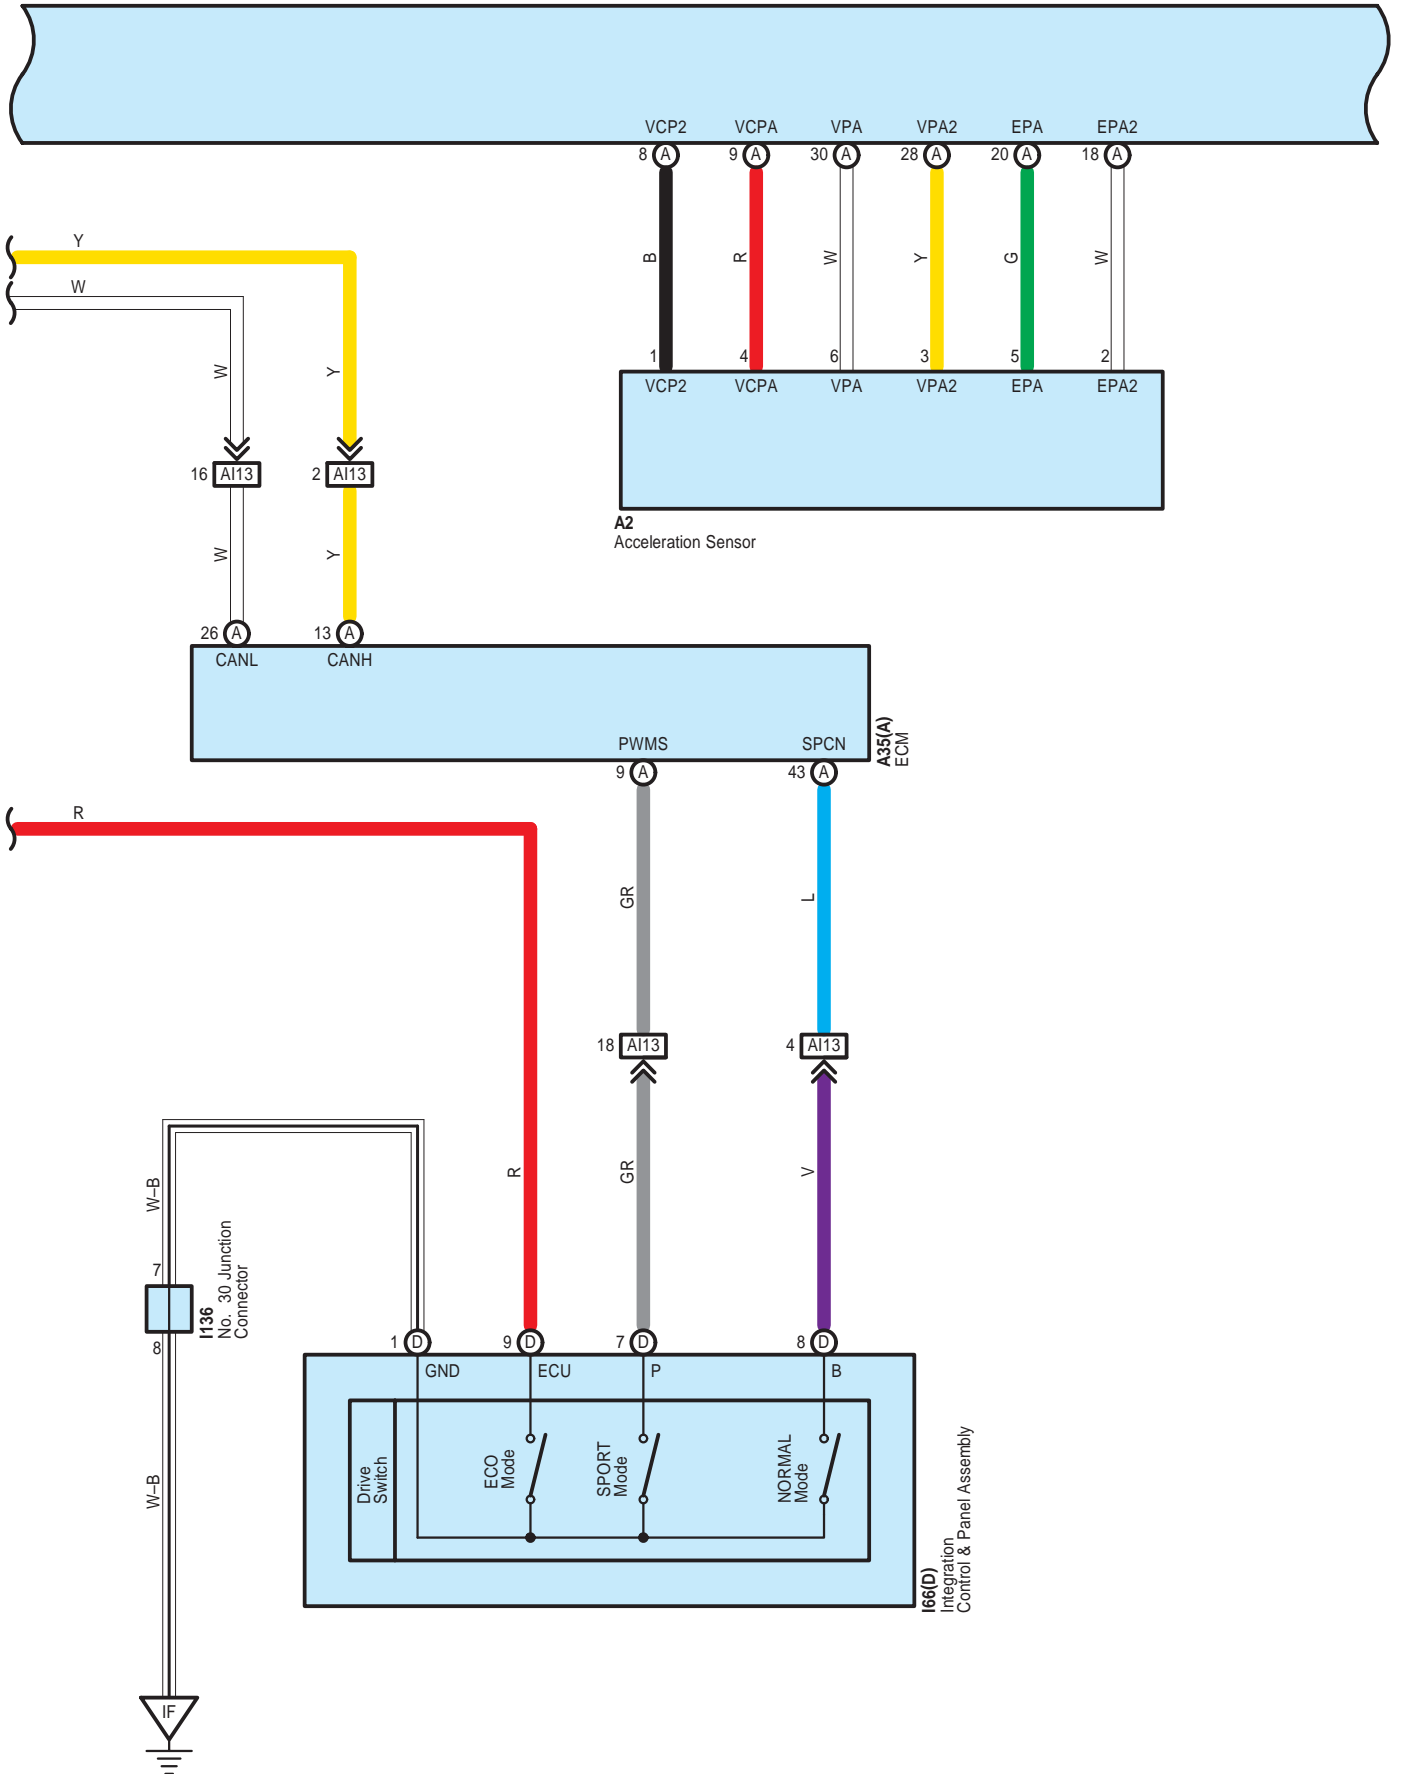 VCP2 VCPA VPA VPA2 EPA EPA2
8 A 9 A 30 A 28 A 20 A 18 A
Y
W
B R W Y G W
1 4 6 3 5 2
VCP2 VCPA VPA VPA2 EPA EPA2
W Y
16 AI13 2 AI13
A2
Acceleration Sensor
W Y
26 A 13 A
CANL CANH
PWMS SPCN
A35(A)
ECM
9 A 43 A
R
GR L
18 AI13 4 AI13
W–B R GR V
7
I136
No. 30 Junction
Connector
8
1 D 9 D 7 D 8 D
GND ECU P B
Drive
Switch
ECO
Mode
SPORT
Mode
NORMAL
Mode
W–B
I66(D)
Integration
Control & Panel Assembly
IF